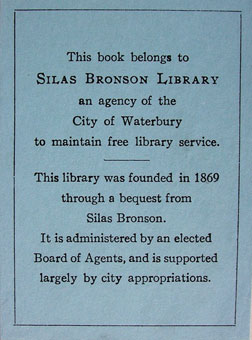 This book belongs to
SILAS BRONSON LIBRARY
an agency of the
City of Waterbury
to maintain free library service.
This library was founded in 1869
through a bequest from
Silas Bronson.
It is administered by an elected
Board of Agents, and is supported
largely by city appropriations.